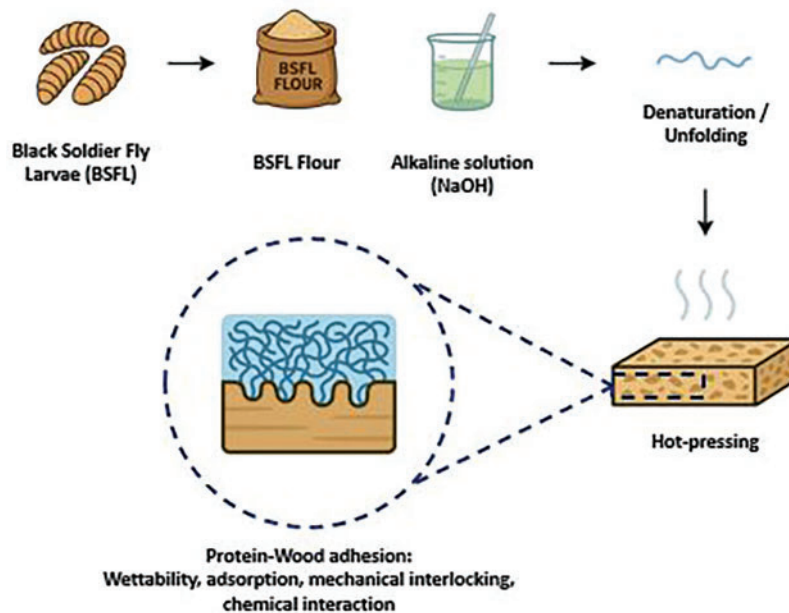 BSFL
FLOUR
Black Soldier Fly
Larvae (BSFL)
BSFL Flour
Alkaline solution
(NaOH)
Denaturation /
Unfolding
Hot-pressing
Protein-Wood adhesion:
Wettability, adsorption, mechanical interlocking,
chemical interaction